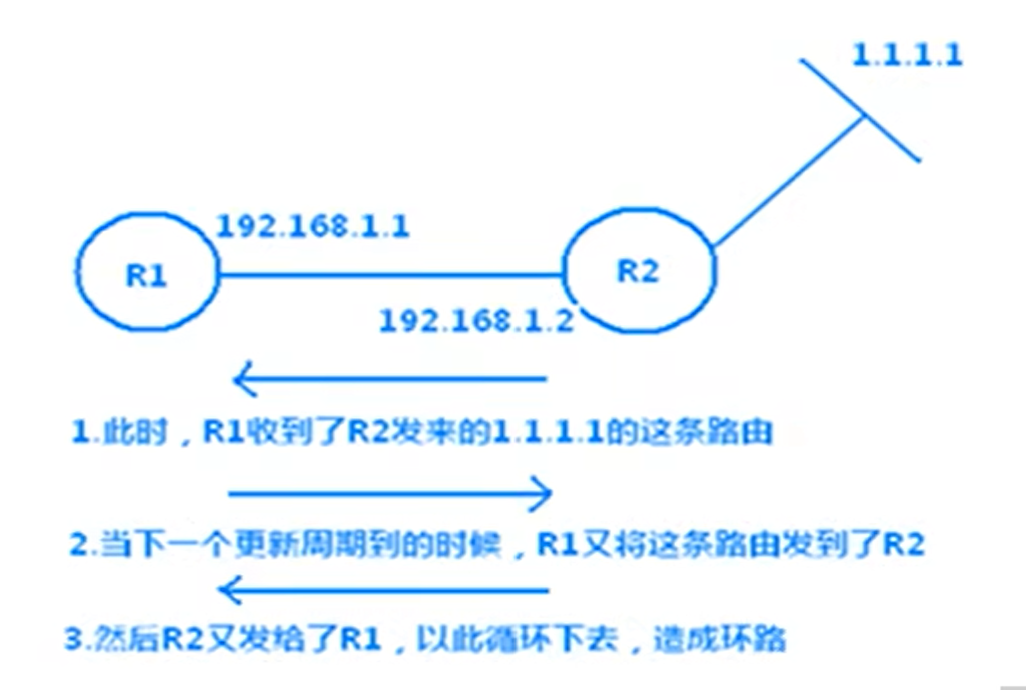 1.1.1.1
192.168.1.1
R1
R2
192.168.1.2
1.此时，R1收到了R2发来的1.1.1.1的这条路由
2.当下一个更新周期到的时候，R1又将这条路由发到了R2
3.然后R2又发给了R1，以此循环下去，造成环路